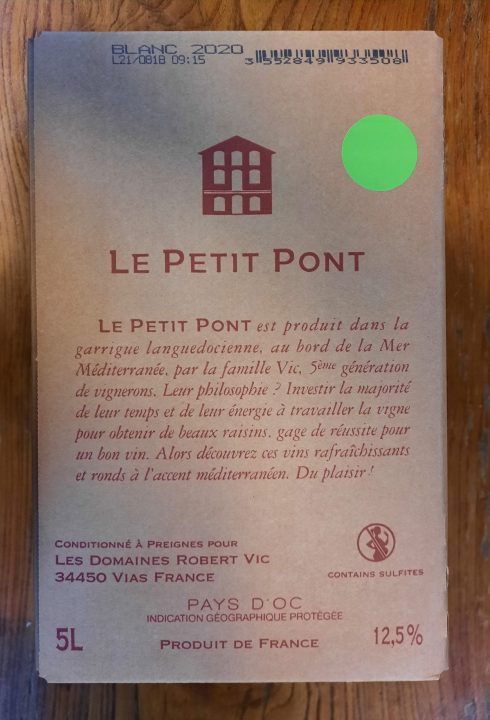 BLANC 2020
L21/081B 09:15
3 552849 933508
LE PETIT PONT
LE PETIT PONT est produit dans la
garrigue languedocienne, au bord de la Mer
Méditerranée, par la famille Vic, 5ème génération
de vignerons. Leur philosophie ? Investir la majorité
de leur temps et de leur énergie à travailler la vigne
pour obtenir de beaux raisins, gage de réussite pour
un bon vin. Alors découvrez ces vins rafraîchissants
et ronds à l'accent méditerranéen. Du plaisir !
CONDITIONNÉ À PREIGNES POUR
LES DOMAINES ROBERT VIC
34450 VIAS FRANCE
CONTAINS SULFITES
PAYS D'OC
INDICATION GÉOGRAPHIQUE PROTÉGÉE
5L
PRODUIT DE FRANCE
12,5%